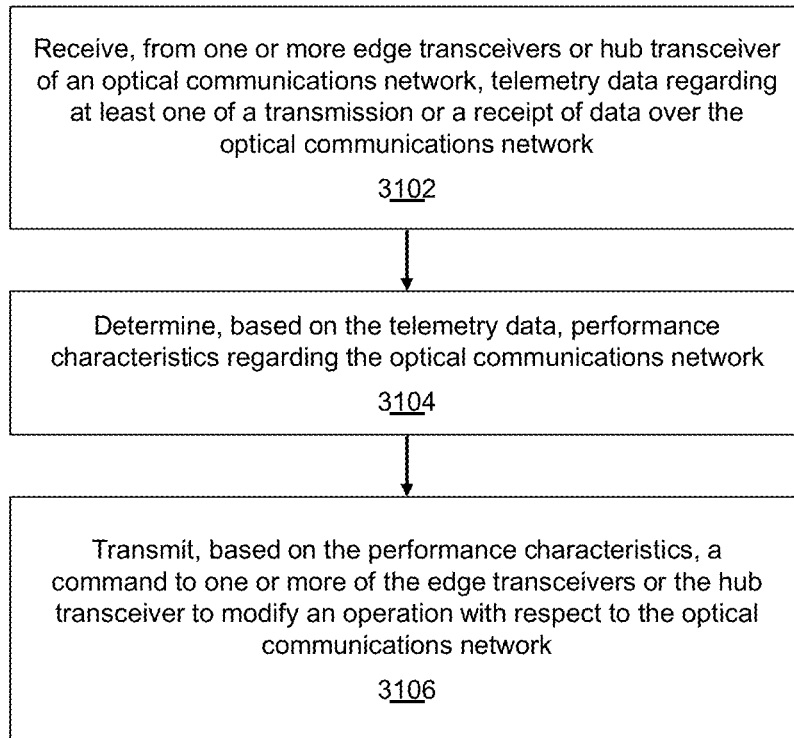 Receive, from one or more edge transceivers or hub transceiver
of an optical communications network, telemetry data regarding
at least one of a transmission or a receipt of data over the
optical communications network
3102
Determine, based on the telemetry data, performance
characteristics regarding the optical communications network
3104
Transmit, based on the performance characteristics, a
command to one or more of the edge transceivers or the hub
transceiver to modify an operation with respect to the optical
communications network
3106